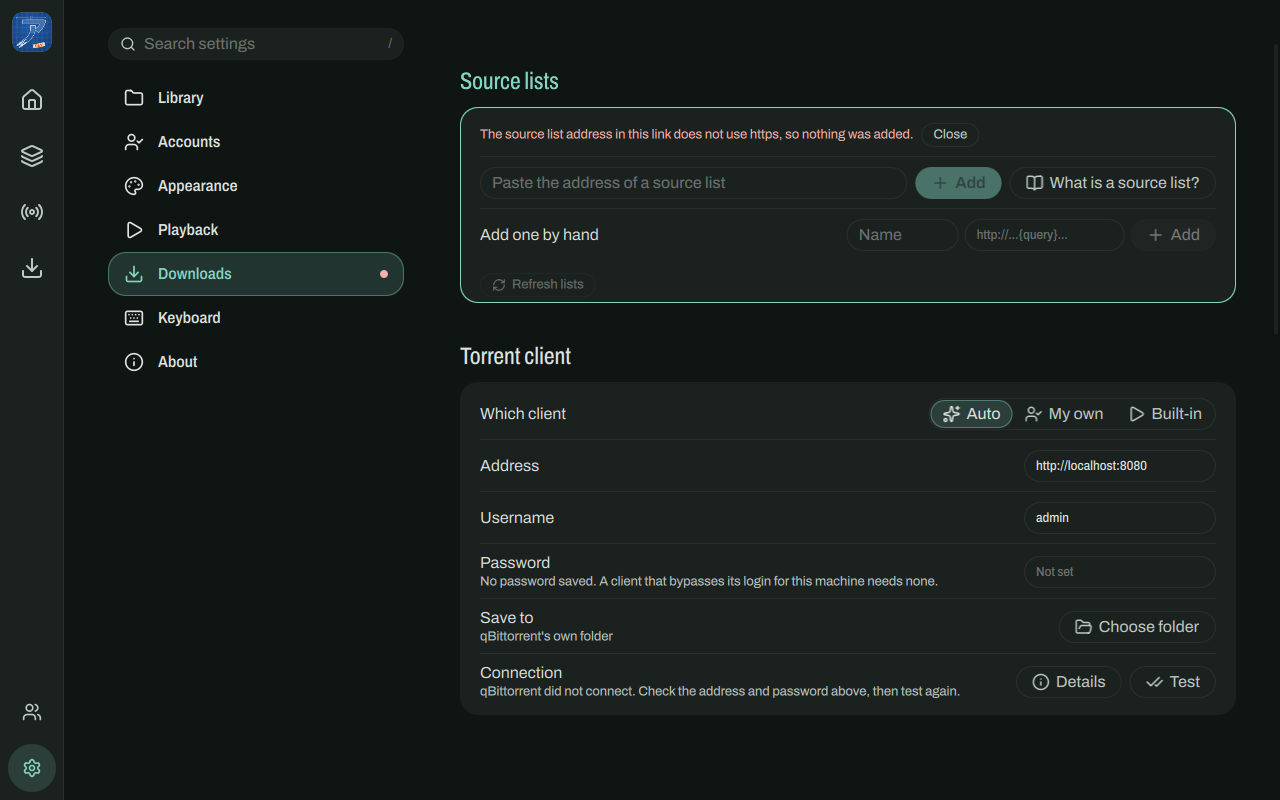 Search settings /
Library
Accounts
Appearance
Playback
Downloads
Keyboard
About
Source lists
The source list address in this link does not use https, so nothing was added. Close
Paste the address of a source list + Add What is a source list?
Add one by hand Name http://...{query}... + Add
Refresh lists
Torrent client
Which client Auto My own Built-in
Address http://localhost:8080
Username admin
Password Not set
No password saved. A client that bypasses its login for this machine needs none.
Save to Choose folder
qBittorrent's own folder
Connection Details Test
qBittorrent did not connect. Check the address and password above, then test again.